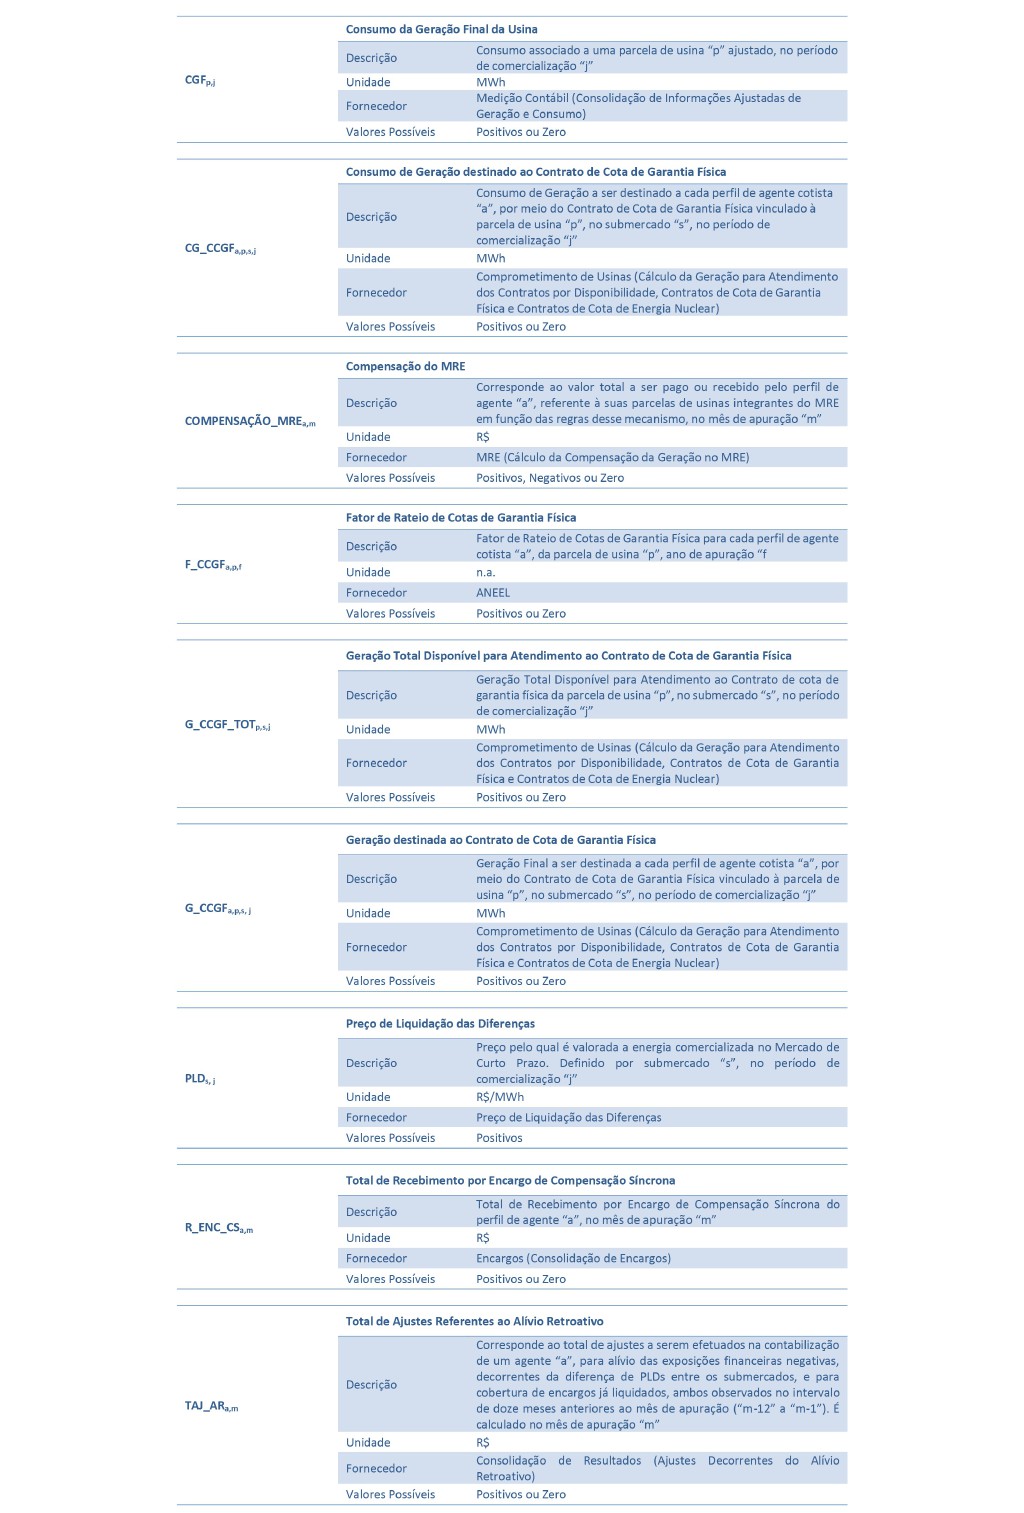 Consumo da Geração Final da Usina
CGFp,j
Descrição
Consumo associado a uma parcela de usina “p” ajustado, no período
de comercialização “j”
Unidade
MWh
Fornecedor
Medição Contábil (Consolidação de Informações Ajustadas de
Geração e Consumo)
Valores Possíveis
Positivos ou Zero
Consumo de Geração destinado ao Contrato de Cota de Garantia Física
CG_CCGFa,p,s,j
Descrição
Consumo de Geração a ser destinado a cada perfil de agente cotista
“a”, por meio do Contrato de Cota de Garantia Física vinculado à
parcela de usina “p”, no submercado “s”, no período de
comercialização “j”
Unidade
MWh
Fornecedor
Comprometimento de Usinas (Cálculo da Geração para Atendimento
dos Contratos por Disponibilidade, Contratos de Cota de Garantia
Física e Contratos de Cota de Energia Nuclear)
Valores Possíveis
Positivos ou Zero
Compensação do MRE
COMPENSAÇÃO_MREa,m
Descrição
Corresponde ao valor total a ser pago ou recebido pelo perfil de
agente “a”, referente à suas parcelas de usinas integrantes do MRE
em função das regras desse mecanismo, no mês de apuração “m”
Unidade
R$
Fornecedor
MRE (Cálculo da Compensação da Geração no MRE)
Valores Possíveis
Positivos, Negativos ou Zero
Fator de Rateio de Cotas de Garantia Física
F_CCGFa,p,f
Descrição
Fator de Rateio de Cotas de Garantia Física para cada perfil de agente
cotista “a”, da parcela de usina “p”, ano de apuração “f
Unidade
n.a.
Fornecedor
ANEEL
Valores Possíveis
Positivos ou Zero
Geração Total Disponível para Atendimento ao Contrato de Cota de Garantia Física
G_CCGF_TOTp,s,j
Descrição
Geração Total Disponível para Atendimento ao Contrato de cota de
garantia física da parcela de usina “p”, no submercado “s”, no período
de comercialização “j”
Unidade
MWh
Fornecedor
Comprometimento de Usinas (Cálculo da Geração para Atendimento
dos Contratos por Disponibilidade, Contratos de Cota de Garantia
Física e Contratos de Cota de Energia Nuclear)
Valores Possíveis
Positivos ou Zero
Geração destinada ao Contrato de Cota de Garantia Física
G_CCGFa,p,s, j
Descrição
Geração Final a ser destinada a cada perfil de agente cotista “a”, por
meio do Contrato de Cota de Garantia Física vinculado à parcela de
usina “p”, no submercado “s”, no período de comercialização “j”
Unidade
MWh
Fornecedor
Comprometimento de Usinas (Cálculo da Geração para Atendimento
dos Contratos por Disponibilidade, Contratos de Cota de Garantia
Física e Contratos de Cota de Energia Nuclear)
Valores Possíveis
Positivos ou Zero
Preço de Liquidação das Diferenças
PLDs, j
Descrição
Preço pelo qual é valorada a energia comercializada no Mercado de
Curto Prazo. Definido por submercado “s”, no período de
comercialização “j”
Unidade
R$/MWh
Fornecedor
Preço de Liquidação das Diferenças
Valores Possíveis
Positivos
Total de Recebimento por Encargo de Compensação Síncrona
R_ENC_CSa,m
Descrição
Total de Recebimento por Encargo de Compensação Síncrona do
perfil de agente “a”, no mês de apuração “m”
Unidade
R$
Fornecedor
Encargos (Consolidação de Encargos)
Valores Possíveis
Positivos ou Zero
Total de Ajustes Referentes ao Alívio Retroativo
TAJ_ARa,m
Descrição
Corresponde ao total de ajustes a serem efetuados na contabilização
de um agente “a”, para alívio das exposições financeiras negativas,
decorrentes da diferença de PLDs entre os submercados, e para
cobertura de encargos já liquidados, ambos observados no intervalo
de doze meses anteriores ao mês de apuração (“m-12” a “m-1”). É
calculado no mês de apuração “m”
Unidade
R$
Fornecedor
Consolidação de Resultados (Ajustes Decorrentes do Alívio
Retroativo)
Valores Possíveis
Positivos ou Zero